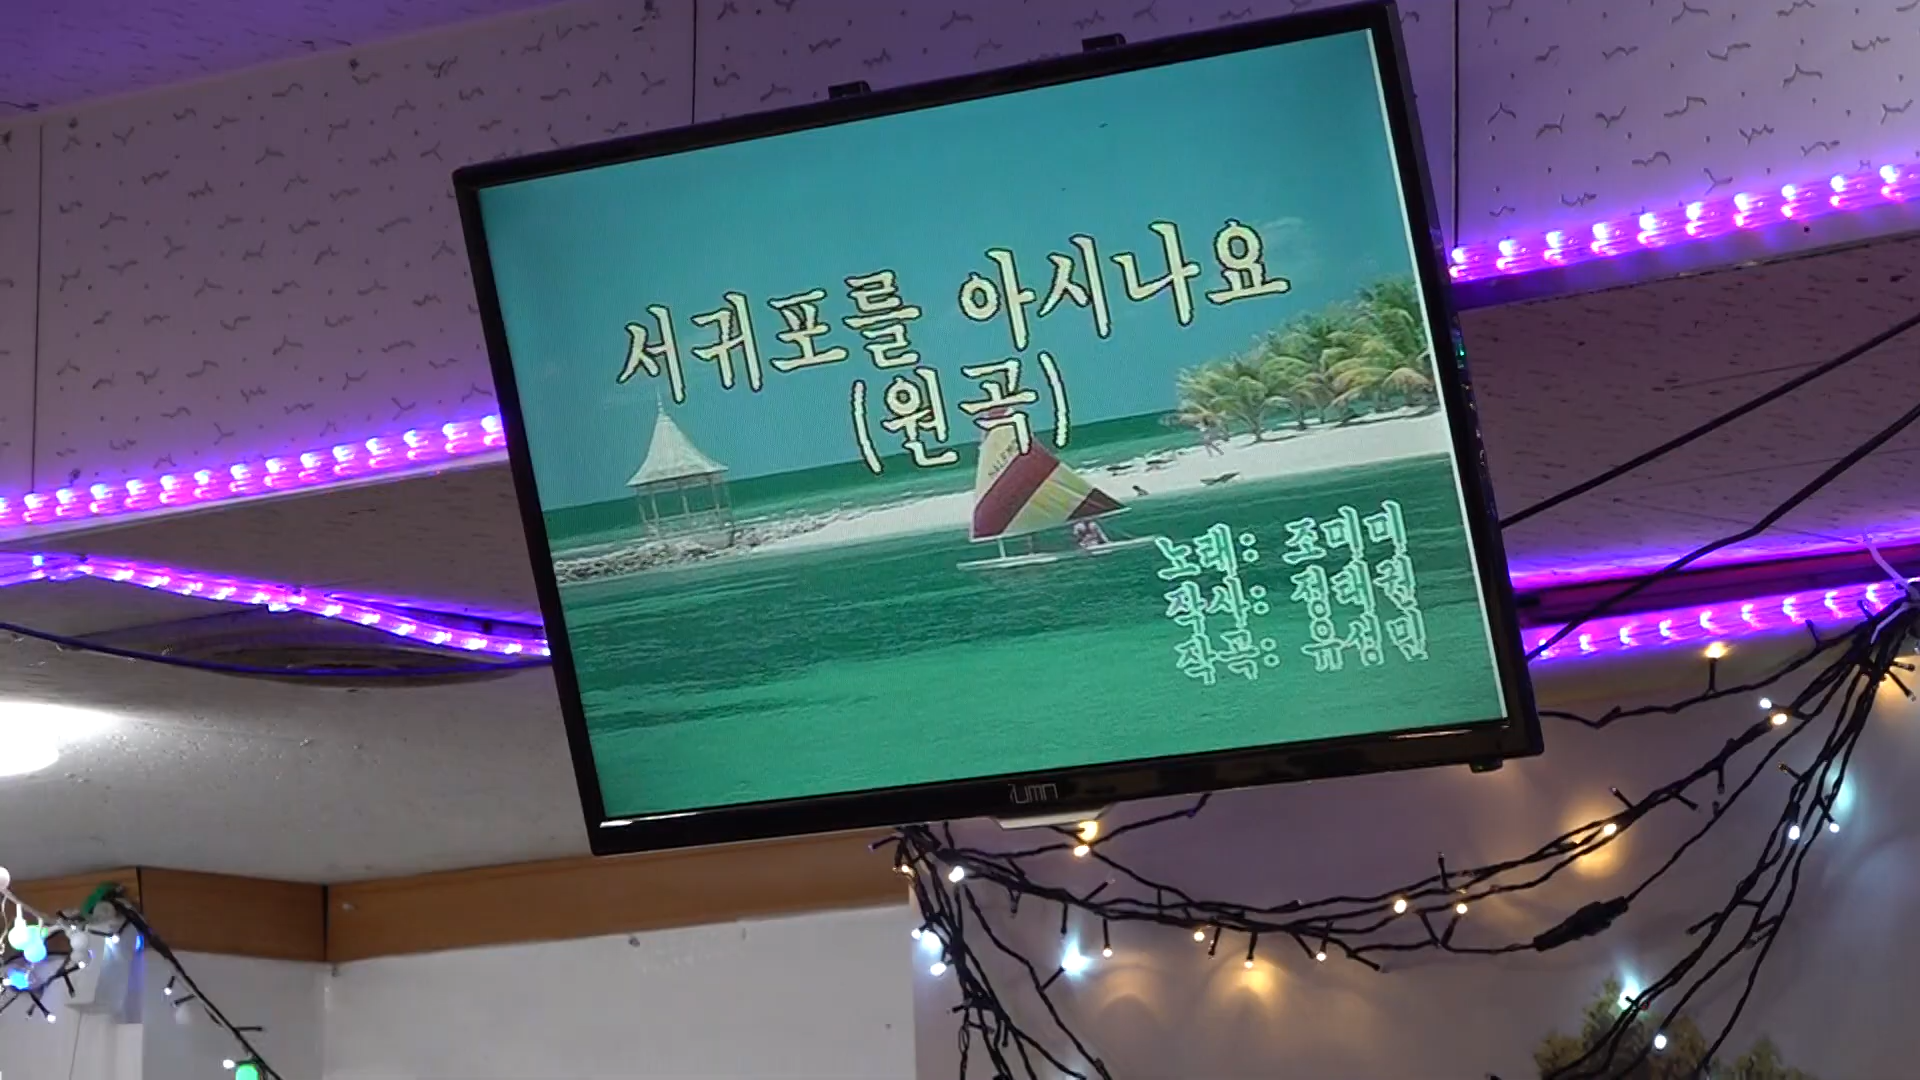 서귀포를 아시나요
(원곡)
노래: 조미미
작사: 정태권
작곡: 유성민